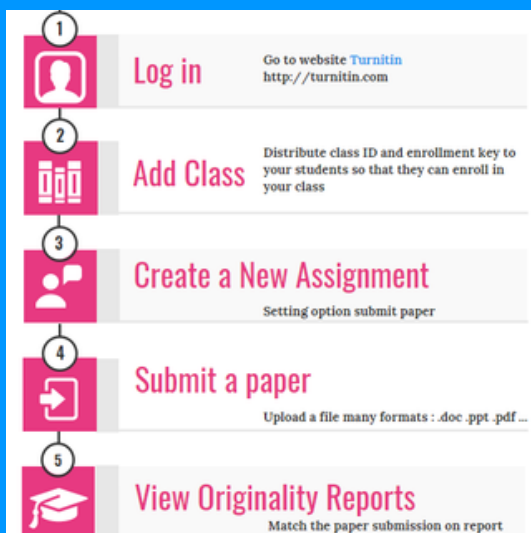 1
Log in
Go to website Turnitin
http://turnitin.com
2
Add Class
Distribute class ID and enrollment key to
your students so that they can enroll in
your class
3
Create a New Assignment
Setting option submit paper
4
Submit a paper
Upload a file many formats : .doc .ppt .pdf ...
5
View Originality Reports
Match the paper submission on report